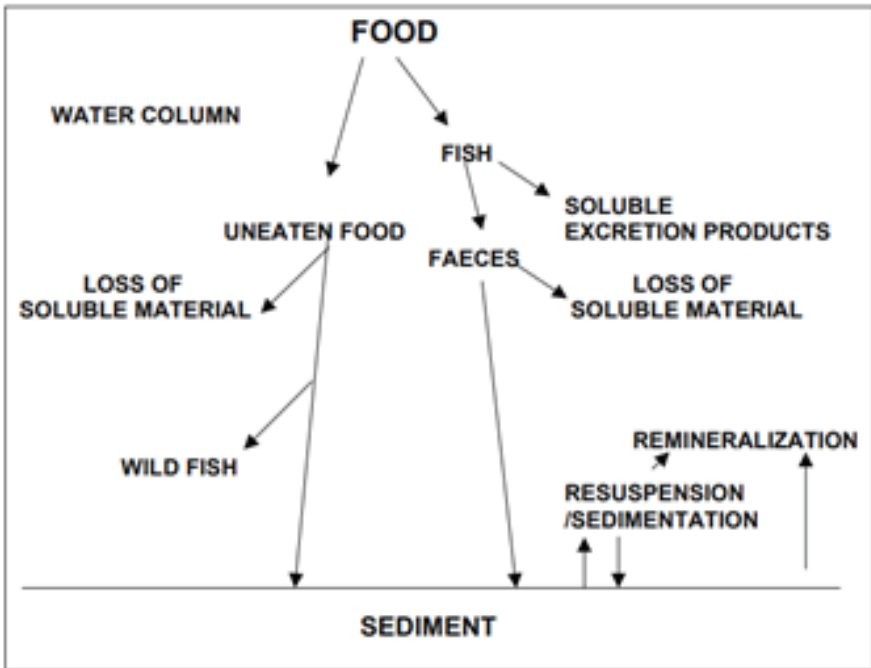 FOOD
WATER COLUMN
FISH
SOLUBLE
EXCRETION PRODUCTS
UNEATEN FOOD
FAECES
LOSS OF
SOLUBLE MATERIAL
LOSS OF
SOLUBLE MATERIAL
REMINERALIZATION
WILD FISH
RESUSPENSION
/SEDIMENTATION
SEDIMENT